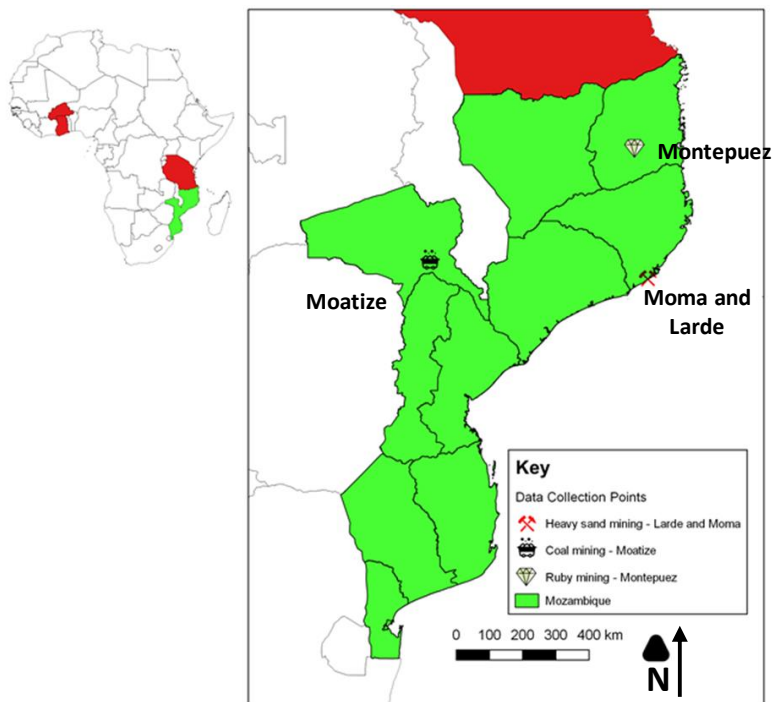 Montepuez
Moatize
Moma and
Larde
Key
Data Collection Points
Heavy sand mining - Larde and Moma
Coal mining - Moatize
Ruby mining - Montepuez
Mozambique
0 100 200 300 400 km
N